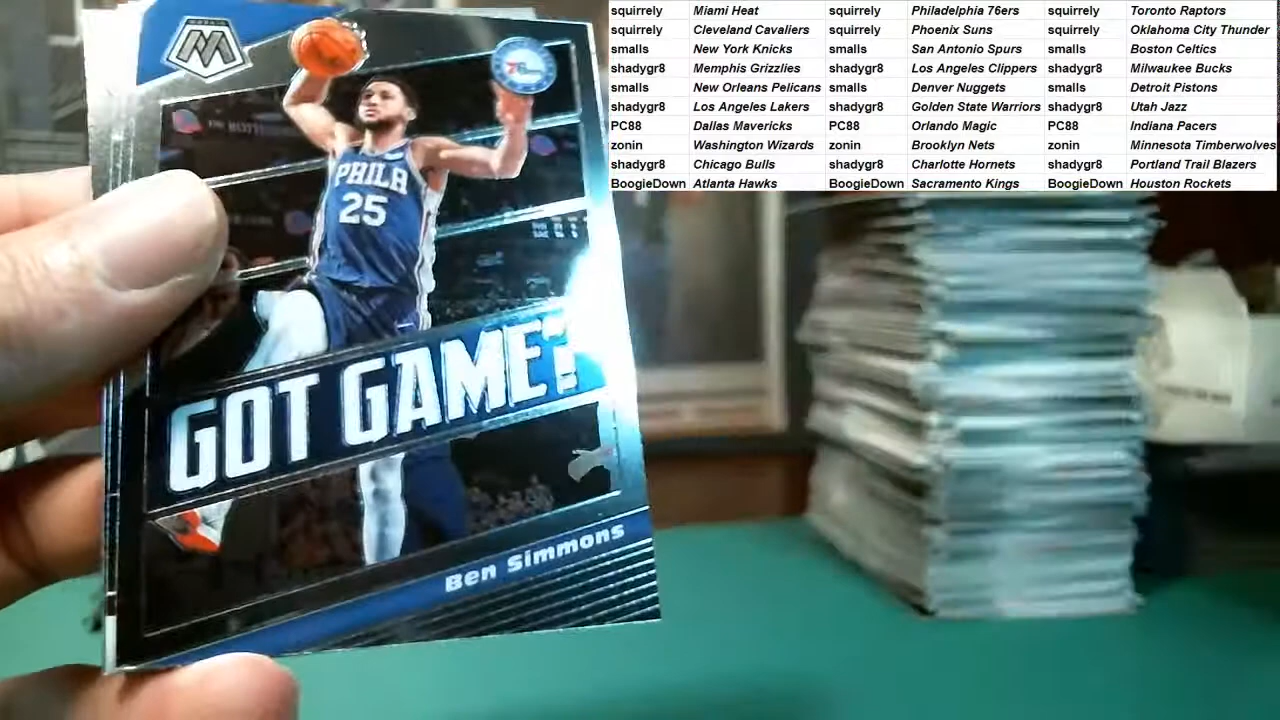 squirrely Miami Heat squirrely Philadelphia 76ers squirrely Toronto Raptors
squirrely Cleveland Cavaliers squirrely Phoenix Suns squirrely Oklahoma City Thunder
smalls New York Knicks smalls San Antonio Spurs smalls Boston Celtics
shadygr8 Memphis Grizzlies shadygr8 Los Angeles Clippers shadygr8 Milwaukee Bucks
smalls New Orleans Pelicans smalls Denver Nuggets smalls Detroit Pistons
shadygr8 Los Angeles Lakers shadygr8 Golden State Warriors shadygr8 Utah Jazz
PC88 Dallas Mavericks PC88 Orlando Magic PC88 Indiana Pacers
zonin Washington Wizards zonin Brooklyn Nets zonin Minnesota Timberwolves
shadygr8 Chicago Bulls shadygr8 Charlotte Hornets shadygr8 Portland Trail Blazers
BoogieDown Atlanta Hawks BoogieDown Sacramento Kings BoogieDown Houston Rockets
MOSAIC
76ers
PHILA
25
GOT GAME?
Ben Simmons